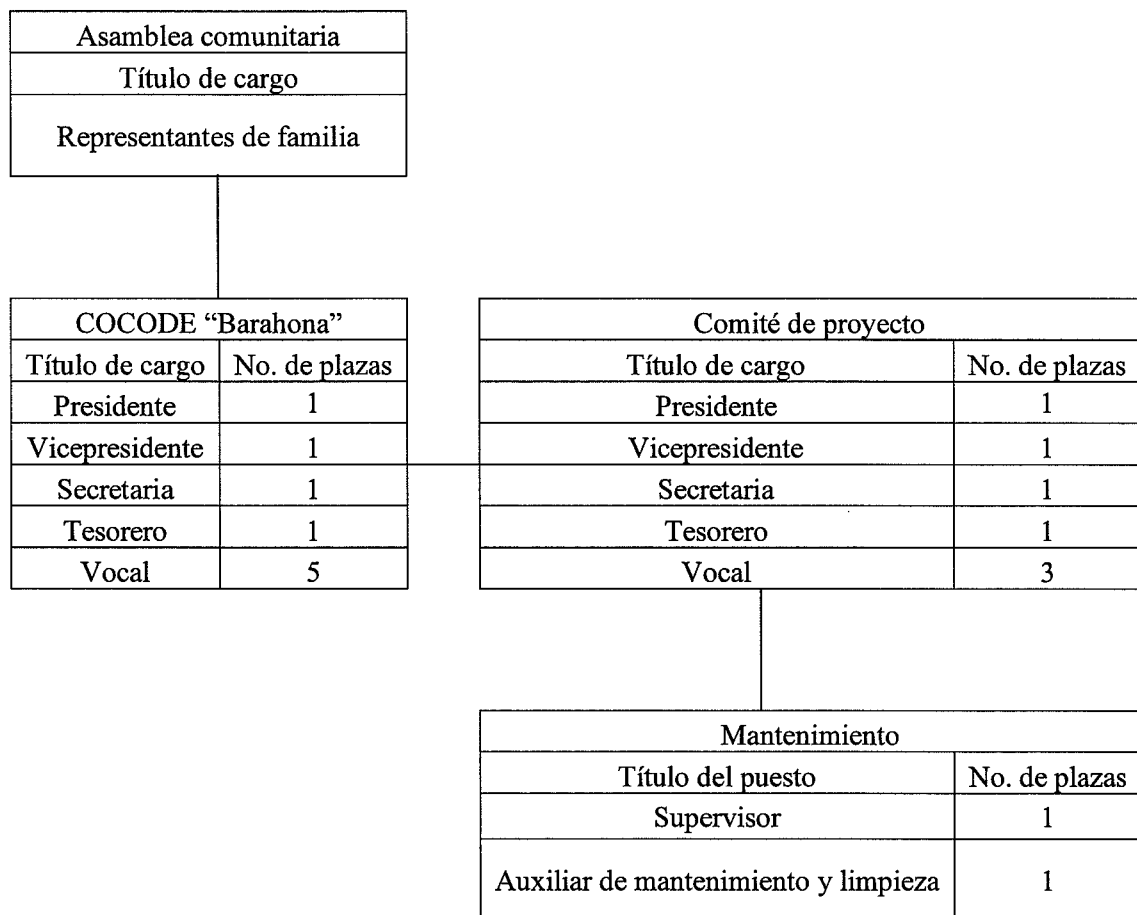 Asamblea comunitaria
Título de cargo
Representantes de familia
COCODE “Barahona”
Título de cargo No. de plazas
Presidente 1
Vicepresidente 1
Secretaria 1
Tesorero 1
Vocal 5
Comité de proyecto
Título de cargo No. de plazas
Presidente 1
Vicepresidente 1
Secretaria 1
Tesorero 1
Vocal 3
Mantenimiento
Título del puesto No. de plazas
Supervisor 1
Auxiliar de mantenimiento y limpieza 1